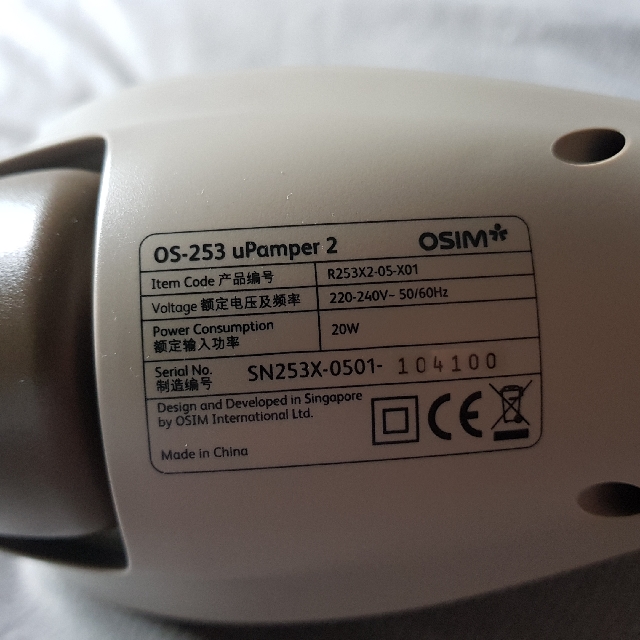 OS-253 uPamper 2 OSIM
Item Code 产品编号 R253X2-05-X01
Voltage 额定电压及频率 220-240V~ 50/60Hz
Power Consumption 20W
额定输入功率
Serial No. SN253X-0501- 104100
制造编号
Design and Developed in Singapore
by OSIM International Ltd.
CE
Made in China